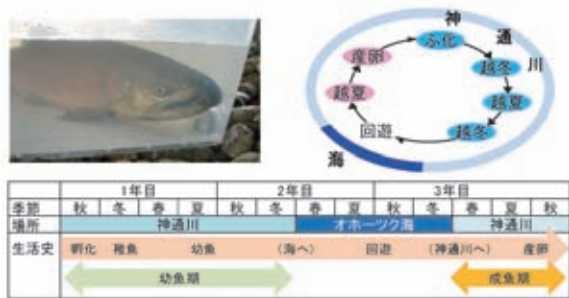 神通川
ふ化
越冬
越夏
越冬
回遊
越夏
産卵
海
1年目 2年目 3年目
季節 秋 冬 春 夏 秋 冬 春 夏 秋 冬 春 夏 秋
場所 神通川 オホーツク海 神通川
生活史 孵化 稚魚 幼魚 (海へ) 回遊 (神通川へ) 産卵
幼魚期 成魚期